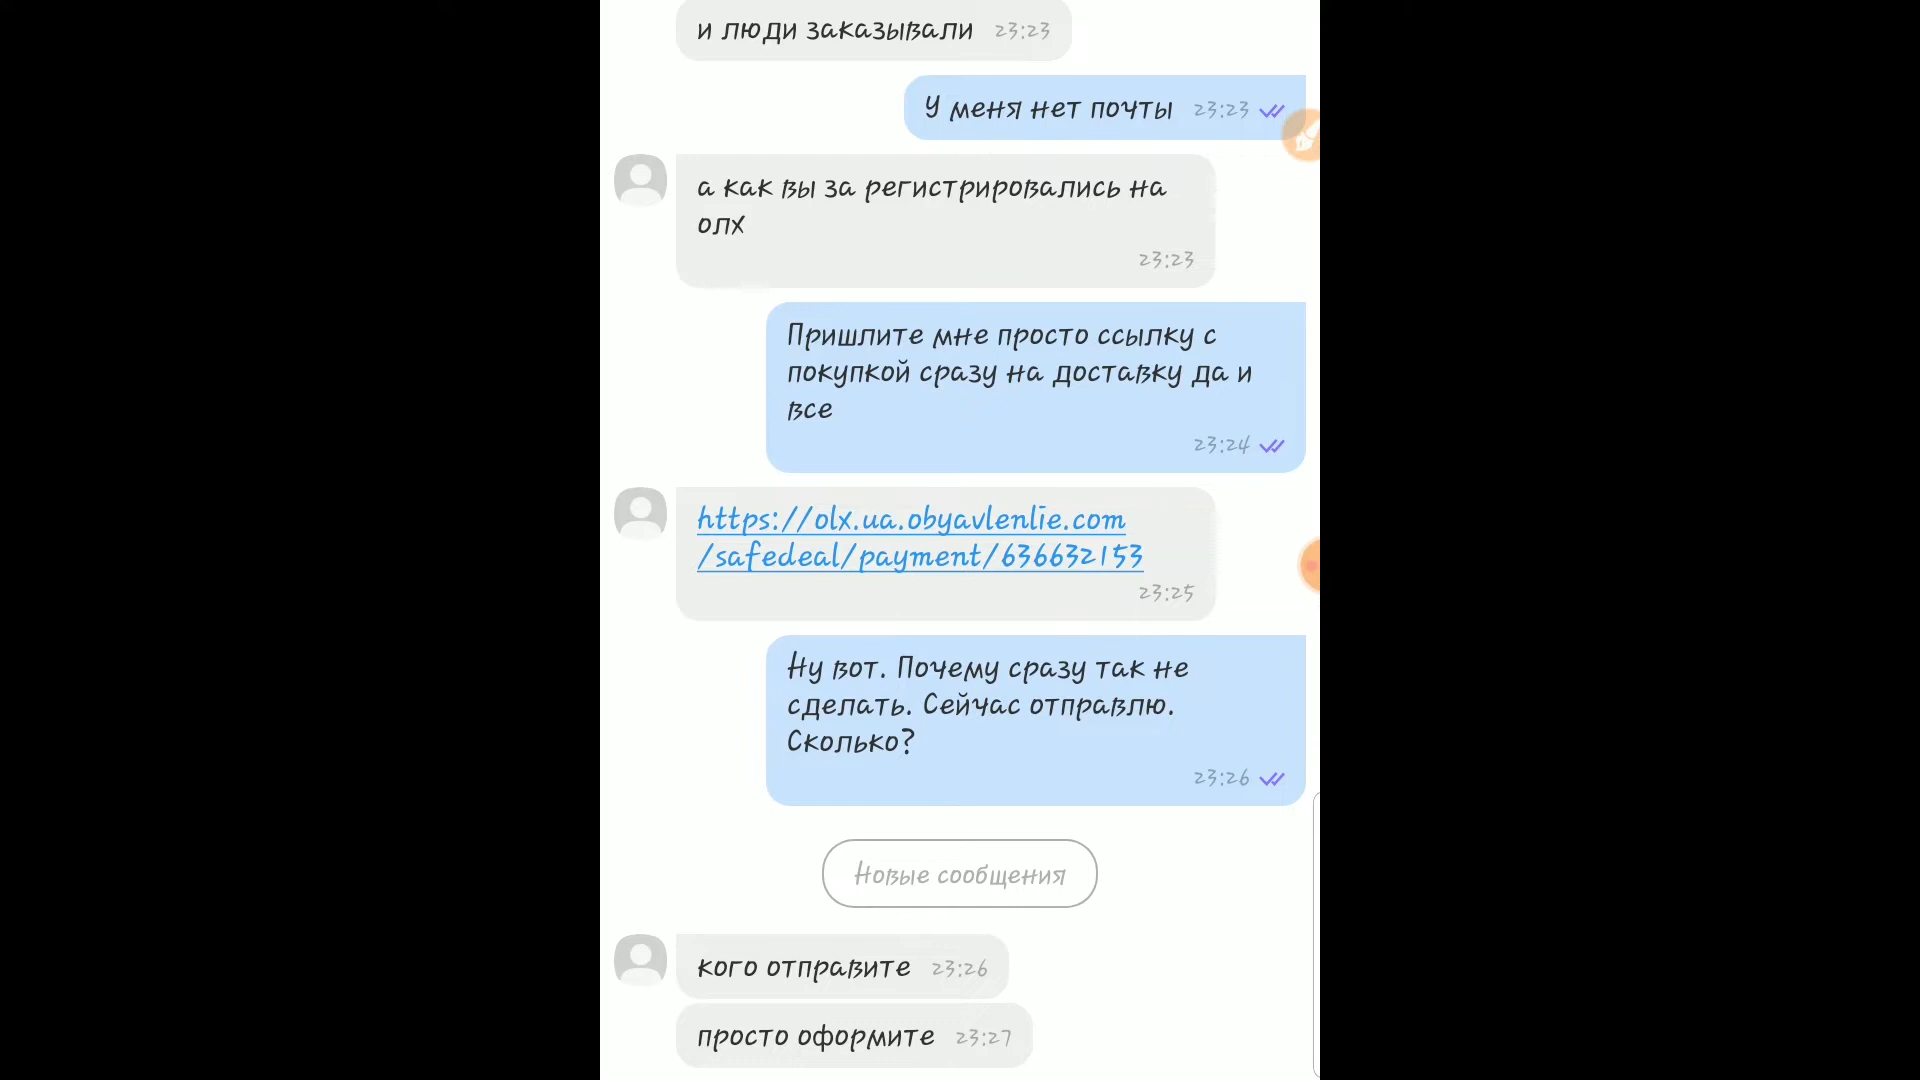 и люди заказывали 23:23
У меня нет почты 23:23
а как вы за регистрировались на
олх
23:23
Пришлите мне просто ссылку с
покупкой сразу на доставку да и
все
23:24
https://olx.ua.obyavlenlie.com
/safedeal/payment/636632153
23:25
Ну вот. Почему сразу так не
сделать. Сейчас отправлю.
Сколько?
23:26
Новые сообщения
кого отправите 23:26
просто оформите 23:27